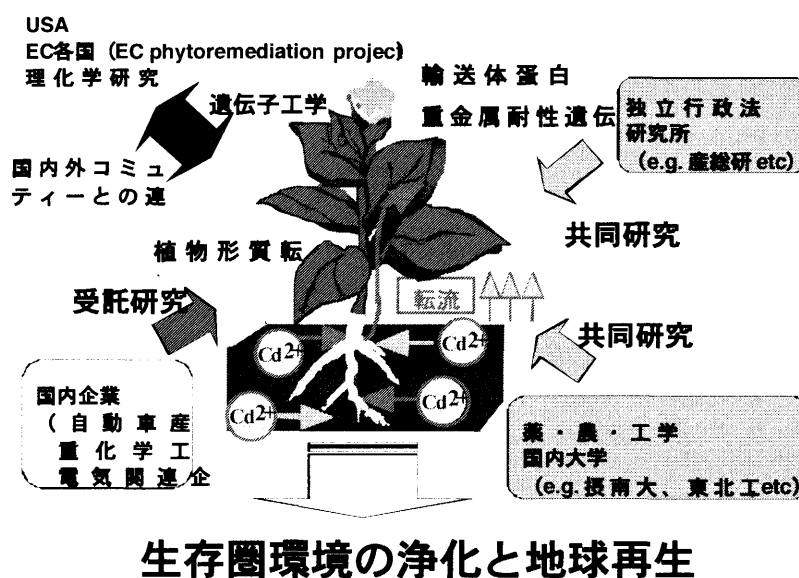 USA
EC各国（EC phytoremediation project）
理化学研究
遺伝子工学
輸送体蛋白
重金属耐性遺伝
独立行政法
研究所
（e.g. 産総研 etc）
国内外コミュ
ティーとの連
共同研究
植物形質転
受託研究
転流
共同研究
Cd2+
Cd2+
Cd2+
Cd2+
国内企業
（自動車産
重化学工
電気関連企
薬・農・工学
国内大学
（e.g. 摂南大、東北工etc）
生存圏環境の浄化と地球再生